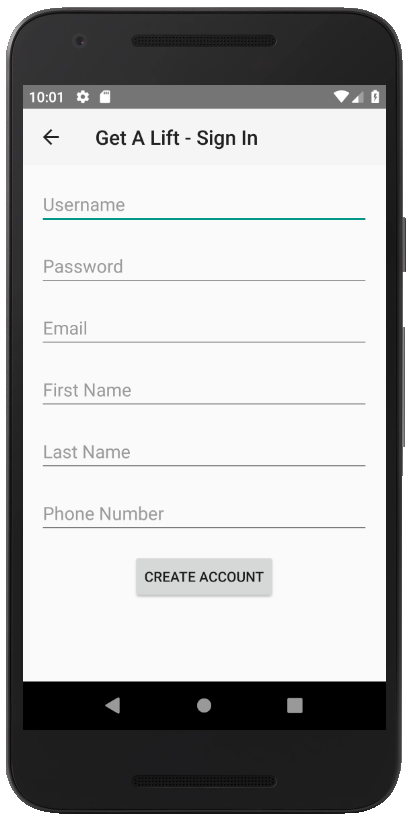 10:01
Get A Lift - Sign In
Username
Password
Email
First Name
Last Name
Phone Number
CREATE ACCOUNT